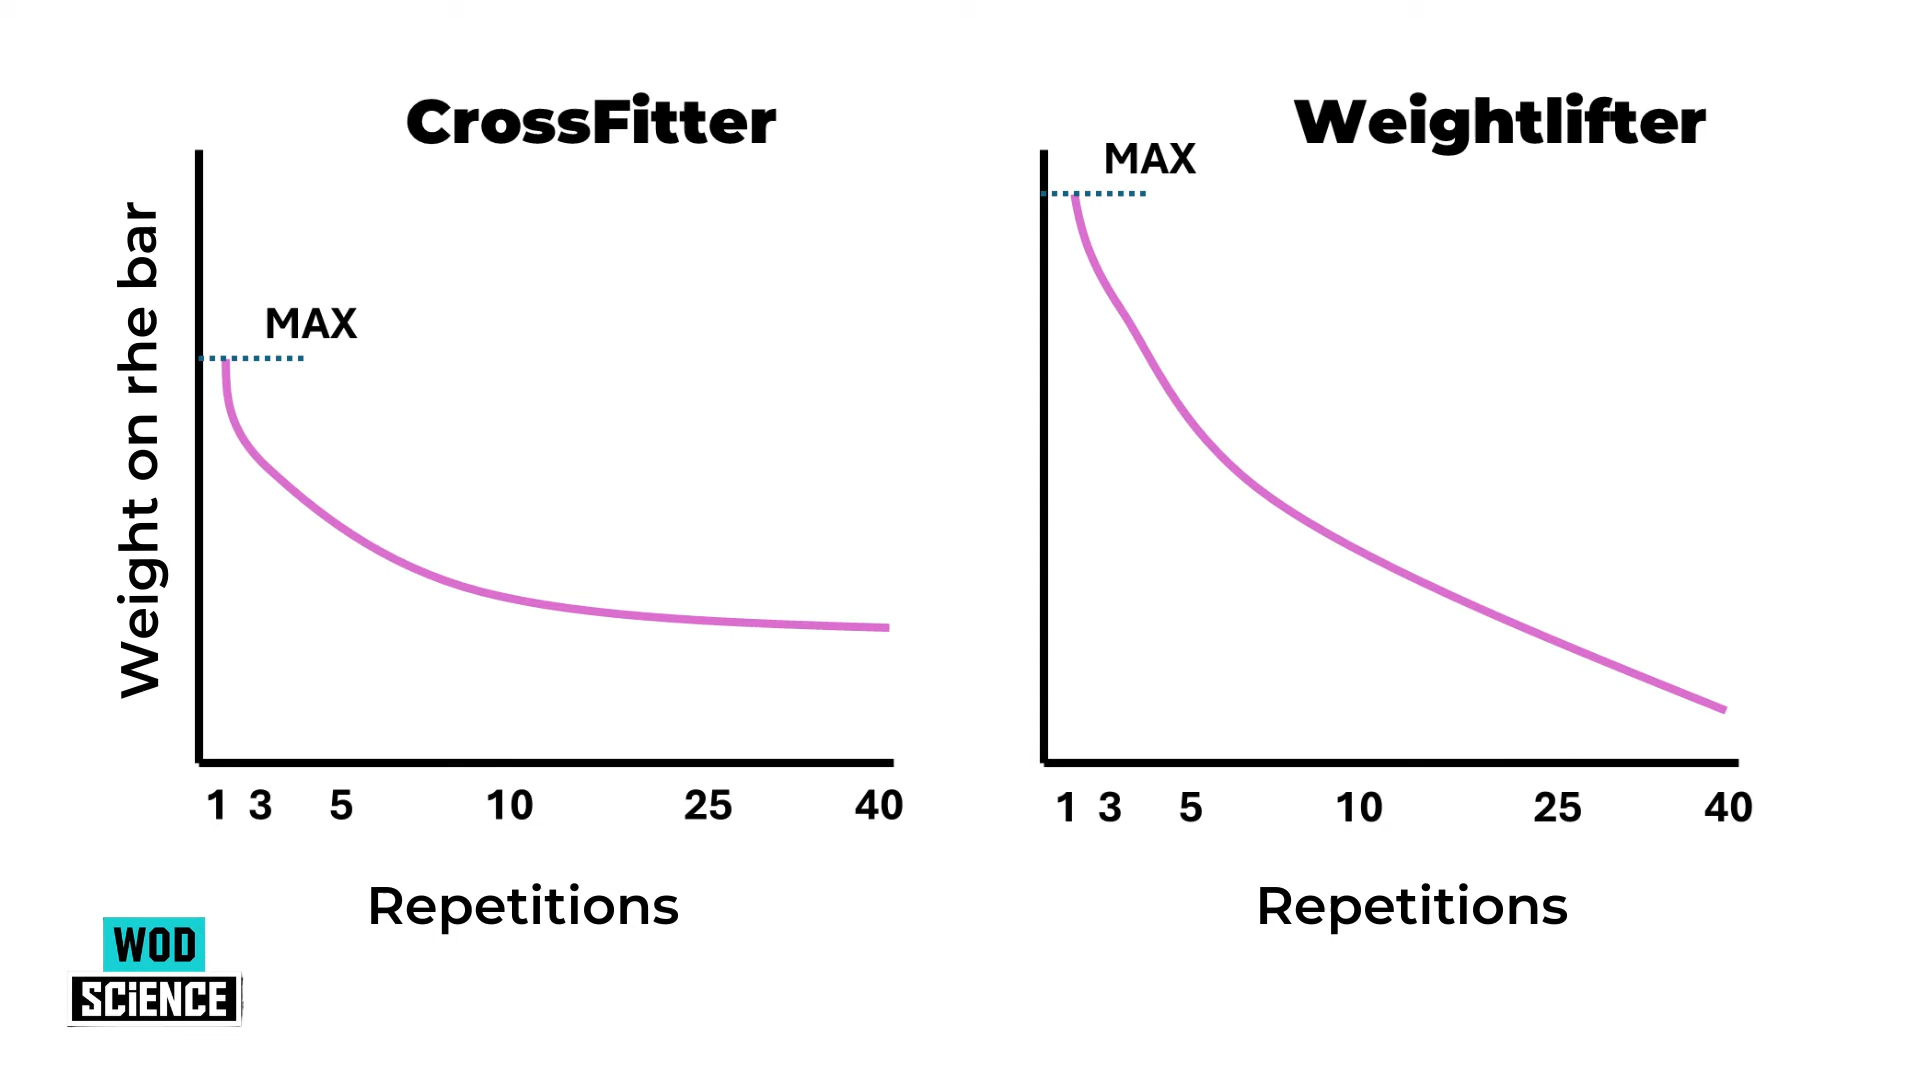 CrossFitter
Weight on rhe bar
MAX
1 3 5 10 25 40
Repetitions
Weightlifter
MAX
1 3 5 10 25 40
Repetitions
WOD
SCiENCE